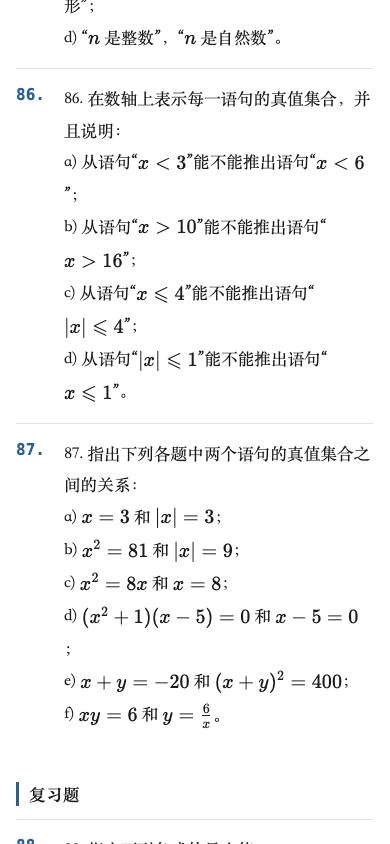 形”；
d) “n 是整数”，“n 是自然数”。
86.
86. 在数轴上表示每一语句的真值集合，并
且说明：
a) 从语句“x < 3”能不能推出语句“x < 6
”；
b) 从语句“x > 10”能不能推出语句“
x > 16”；
c) 从语句“x ⩽ 4”能不能推出语句“
|x| ⩽ 4”；
d) 从语句“|x| ⩽ 1”能不能推出语句“
x ⩽ 1”。
87.
87. 指出下列各题中两个语句的真值集合之
间的关系：
a) x = 3 和 |x| = 3；
b) x² = 81 和 |x| = 9；
c) x² = 8x 和 x = 8；
d) (x² + 1)(x − 5) = 0 和 x − 5 = 0
；
e) x + y = −20 和 (x + y)² = 400；
f) xy = 6 和 y = 6/x。
复习题